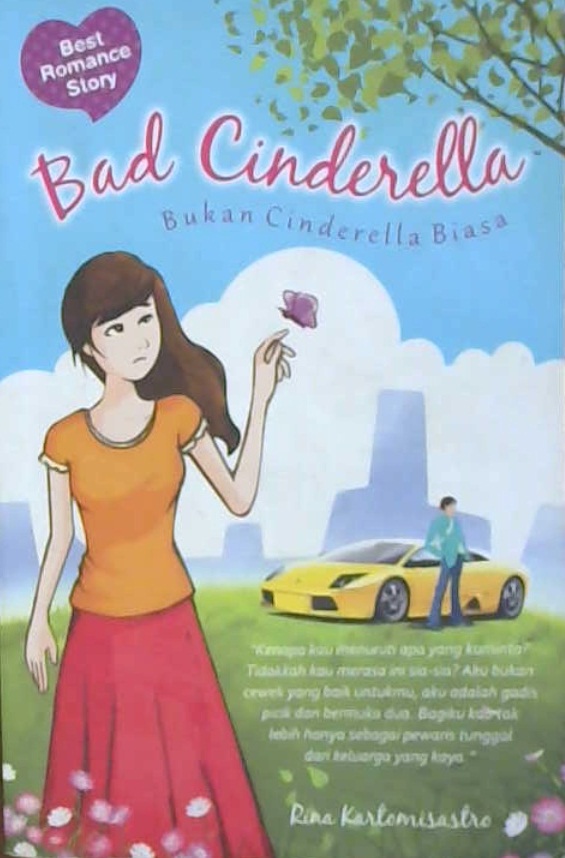 Best
Romance
Story
Bad Cinderella
Bukan Cinderella Biasa
"Kenapa kau menuruti apa yang kuminta?
Tidakkah kau merasa ini sia-sia? Aku bukan
cewek yang baik untukmu, aku adalah gadis
picik dan bermuka dua. Bagiku kau tak
lebih hanya sebagai pewaris tunggal
dari keluarga yang kaya."
Rina Kartomisastro